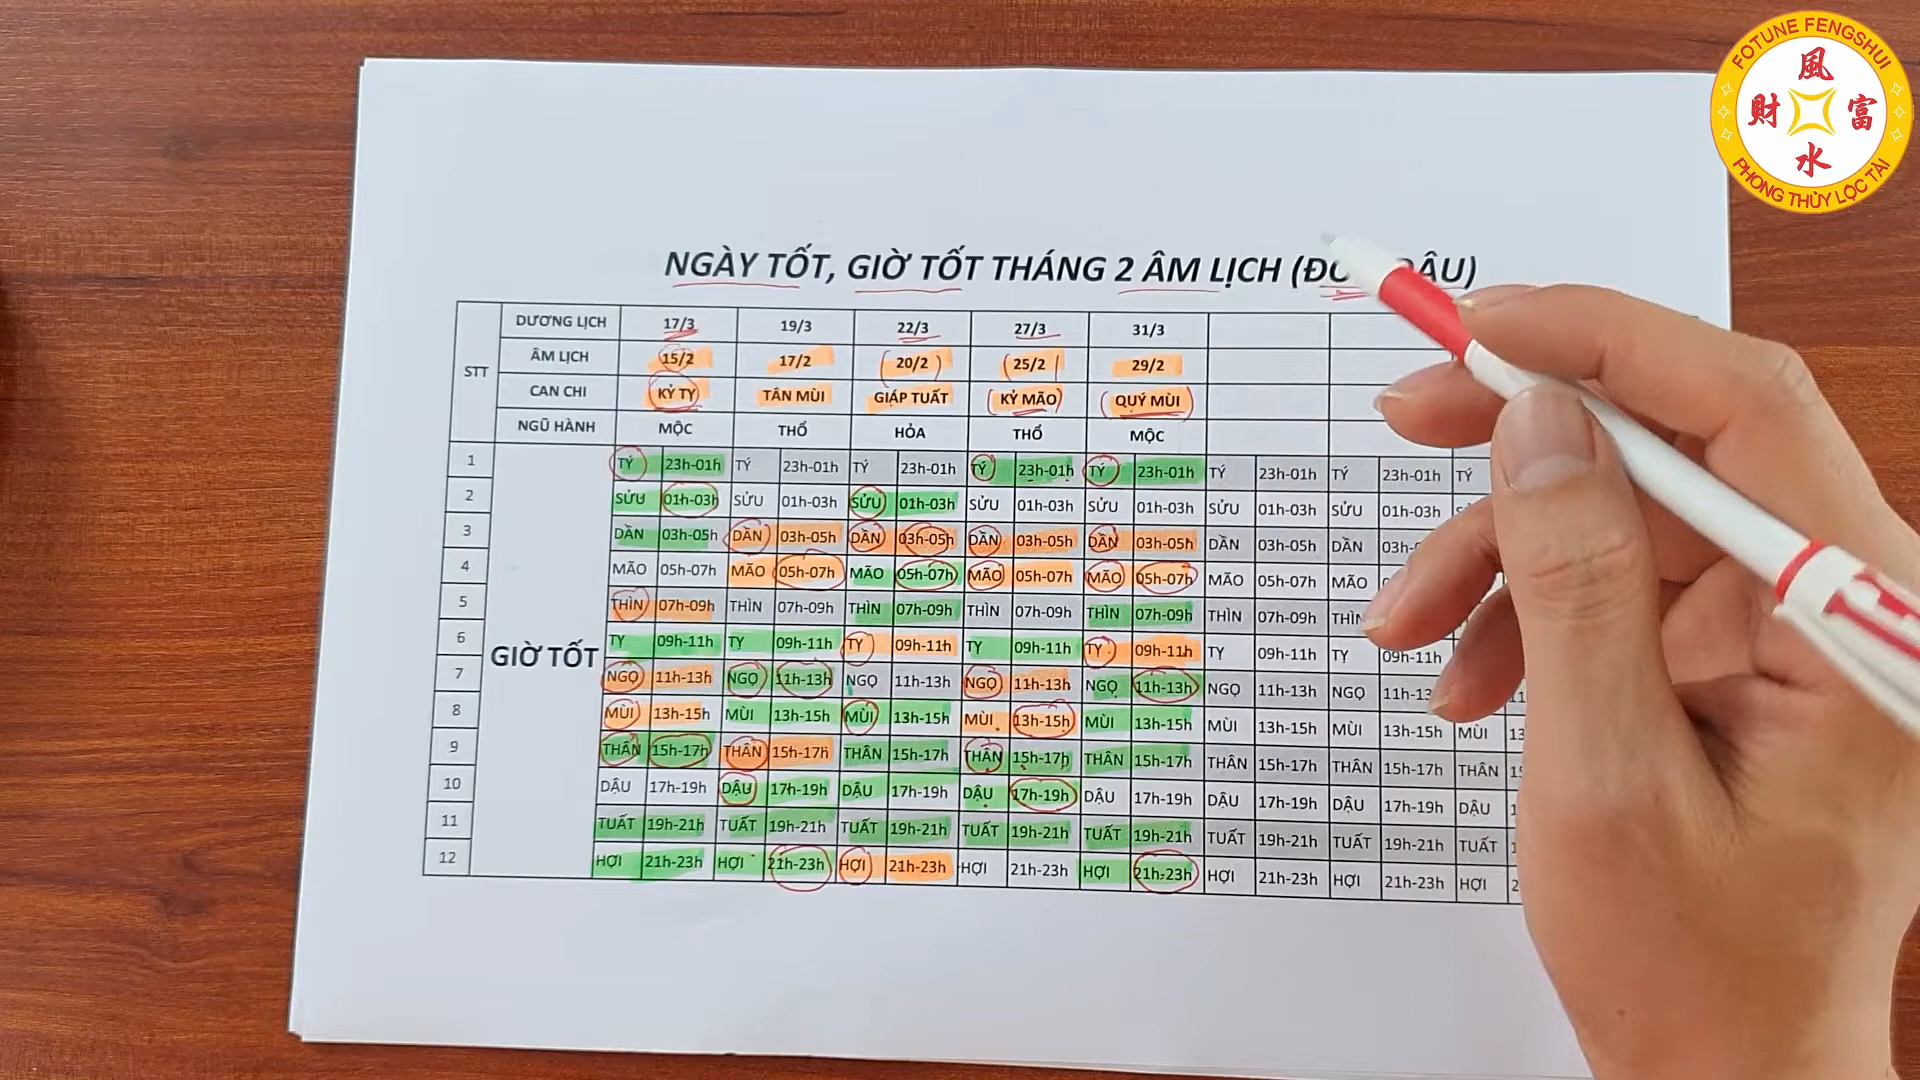 FOTUNE FENGSHUI
風
財 富
水
PHONG THỦY LỘC TÀI
NGÀY TỐT, GIỜ TỐT THÁNG 2 ÂM LỊCH (ĐÓN DÂU)
STT DƯƠNG LỊCH 17/3 19/3 22/3 27/3 31/3
ÂM LỊCH 15/2 17/2 20/2 25/2 29/2
CAN CHI KỶ TỴ TÂN MÙI GIÁP TUẤT KỶ MÃO QUÝ MÙI
NGŨ HÀNH MỘC THỔ HỎA THỔ MỘC
GIỜ TỐT
1 TÝ 23h-01h TÝ 23h-01h TÝ 23h-01h TÝ 23h-01h TÝ 23h-01h TÝ 23h-01h TÝ 23h-01h TÝ
2 SỬU 01h-03h SỬU 01h-03h SỬU 01h-03h SỬU 01h-03h SỬU 01h-03h SỬU 01h-03h SỬU 01h-03h
3 DẦN 03h-05h DẦN 03h-05h DẦN 03h-05h DẦN 03h-05h DẦN 03h-05h DẦN 03h-05h DẦN
4 MÃO 05h-07h MÃO 05h-07h MÃO 05h-07h MÃO 05h-07h MÃO 05h-07h MÃO 05h-07h MÃO
5 THÌN 07h-09h THÌN 07h-09h THÌN 07h-09h THÌN 07h-09h THÌN 07h-09h THÌN 07h-09h THÌN
6 TY 09h-11h TY 09h-11h TY 09h-11h TY 09h-11h TY 09h-11h TY 09h-11h TY 09h-11h
7 NGỌ 11h-13h NGỌ 11h-13h NGỌ 11h-13h NGỌ 11h-13h NGỌ 11h-13h NGỌ 11h-13h NGỌ
8 MÙI 13h-15h MÙI 13h-15h MÙI 13h-15h MÙI 13h-15h MÙI 13h-15h MÙI 13h-15h MÙI 13h-15h MÙI
9 THÂN 15h-17h THÂN 15h-17h THÂN 15h-17h THÂN 15h-17h THÂN 15h-17h THÂN 15h-17h THÂN 15h-17h THÂN
10 DẬU 17h-19h DẬU 17h-19h DẬU 17h-19h DẬU 17h-19h DẬU 17h-19h DẬU 17h-19h DẬU 17h-19h DẬU
11 TUẤT 19h-21h TUẤT 19h-21h TUẤT 19h-21h TUẤT 19h-21h TUẤT 19h-21h TUẤT 19h-21h TUẤT 19h-21h TUẤT
12 HỢI 21h-23h HỢI 21h-23h HỢI 21h-23h HỢI 21h-23h HỢI 21h-23h HỢI 21h-23h HỢI 21h-23h HỢI